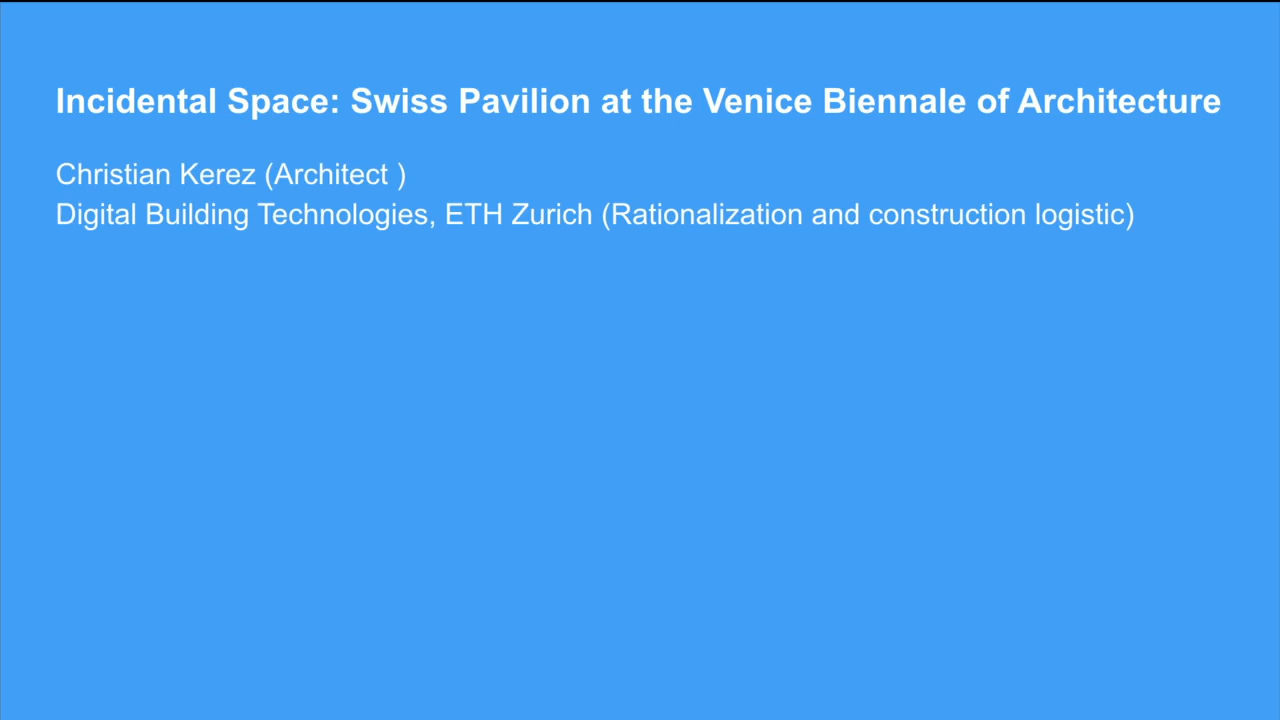 Incidental Space: Swiss Pavilion at the Venice Biennale of Architecture
Christian Kerez (Architect )
Digital Building Technologies, ETH Zurich (Rationalization and construction logistic)